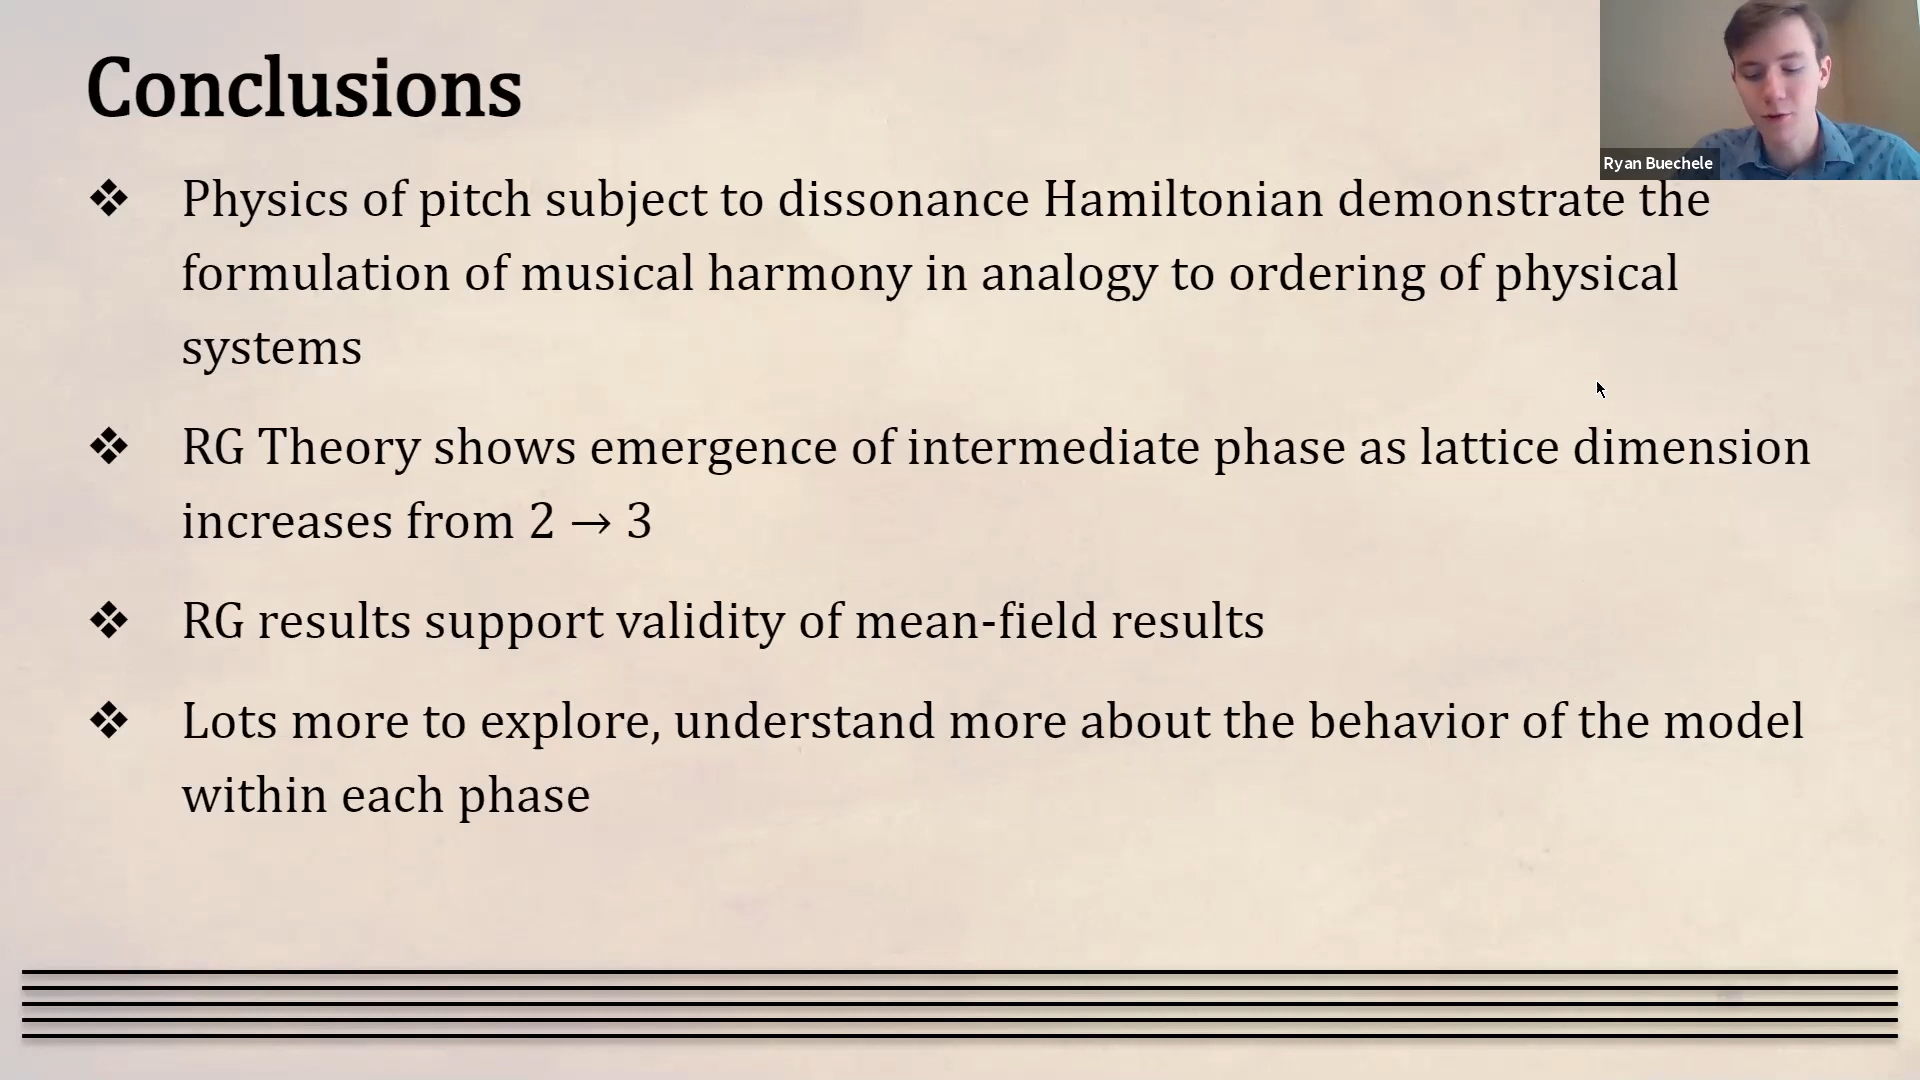 Conclusions
Ryan Buechele
❖ Physics of pitch subject to dissonance Hamiltonian demonstrate the
formulation of musical harmony in analogy to ordering of physical
systems
❖ RG Theory shows emergence of intermediate phase as lattice dimension
increases from 2 → 3
❖ RG results support validity of mean-field results
❖ Lots more to explore, understand more about the behavior of the model
within each phase